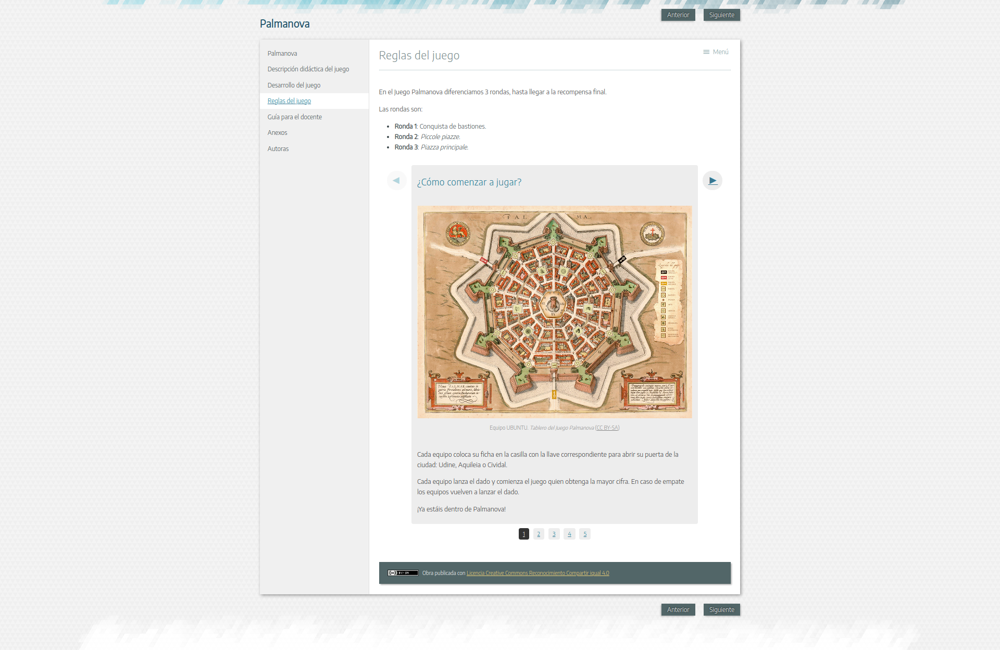 Anterior
Siguiente
Palmanova
Palmanova
Descripción didáctica del juego
Desarrollo del juego
Reglas del juego
Guía para el docente
Anexos
Autoras
Reglas del juego
Menú
En el Juego Palmanova diferenciamos 3 rondas, hasta llegar a la recompensa final.
Las rondas son:
• Ronda 1: Conquista de bastiones.
• Ronda 2: Piccole piazze.
• Ronda 3: Piazza principale.
¿Cómo comenzar a jugar?
PAL MA.
Equipo UBUNTU. Tablero del Juego Palmanova (CC BY-SA)
Cada equipo coloca su ficha en la casilla con la llave correspondiente para abrir su puerta de la
ciudad: Udine, Aquileia o Cividal.
Cada equipo lanza el dado y comienza el juego quien obtenga la mayor cifra. En caso de empate
los equipos vuelven a lanzar el dado.
¡Ya estáis dentro de Palmanova!
1 2 3 4 5
BY-SA
Obra publicada con Licencia Creative Commons Reconocimiento Compartir igual 4.0
Anterior
Siguiente